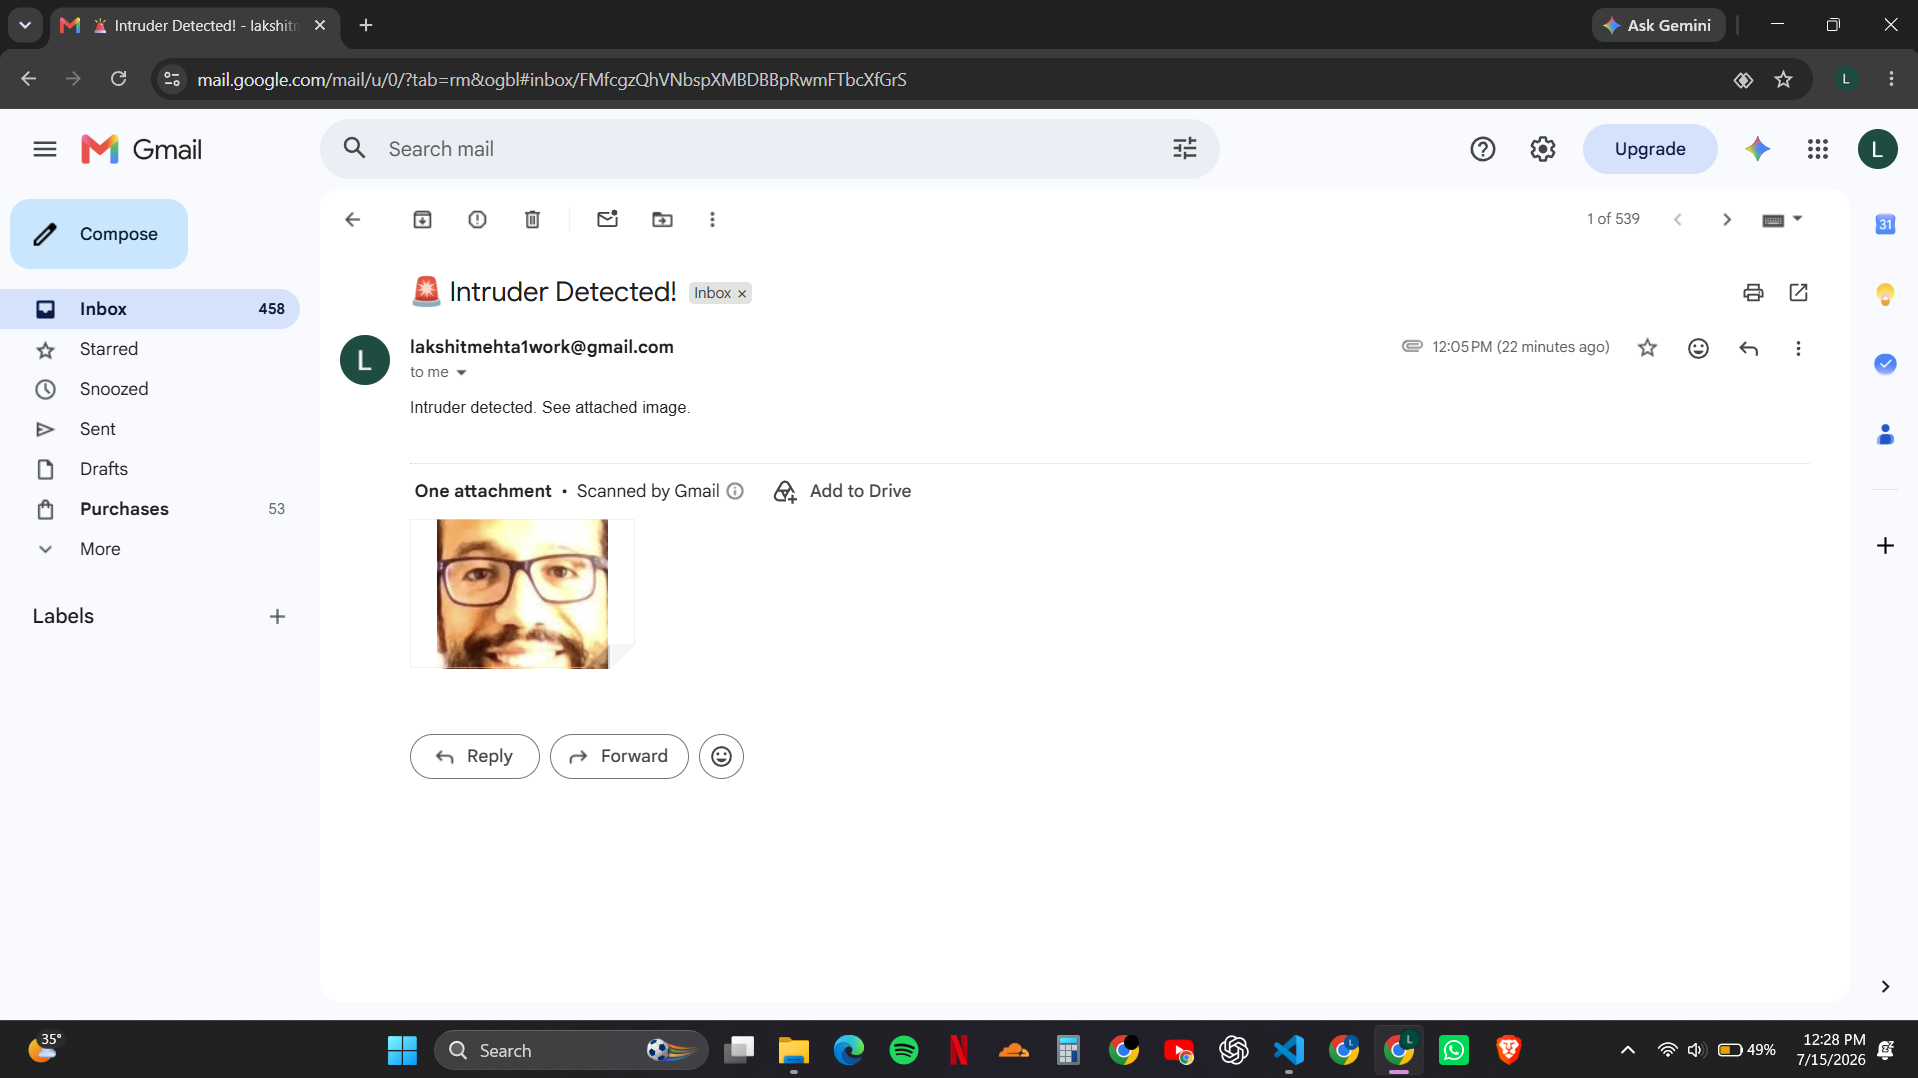 Intruder Detected! - lakshitm
Ask Gemini
mail.google.com/mail/u/0/?tab=rm&ogbl#inbox/FMfcgzQhVNbspXMBDBBpRwmFTbcXfGrS
L
Gmail
Search mail
Upgrade
L
Compose
1 of 539
31
Intruder Detected!
Inbox ×
Inbox 458
Starred
Snoozed
Sent
Drafts
Purchases 53
More
Labels
L
lakshitmehta1work@gmail.com
12:05 PM (22 minutes ago)
to me
Intruder detected. See attached image.
One attachment • Scanned by Gmail
Add to Drive
Reply
Forward
35°
Search
L
L
49%
12:28 PM
7/15/2026